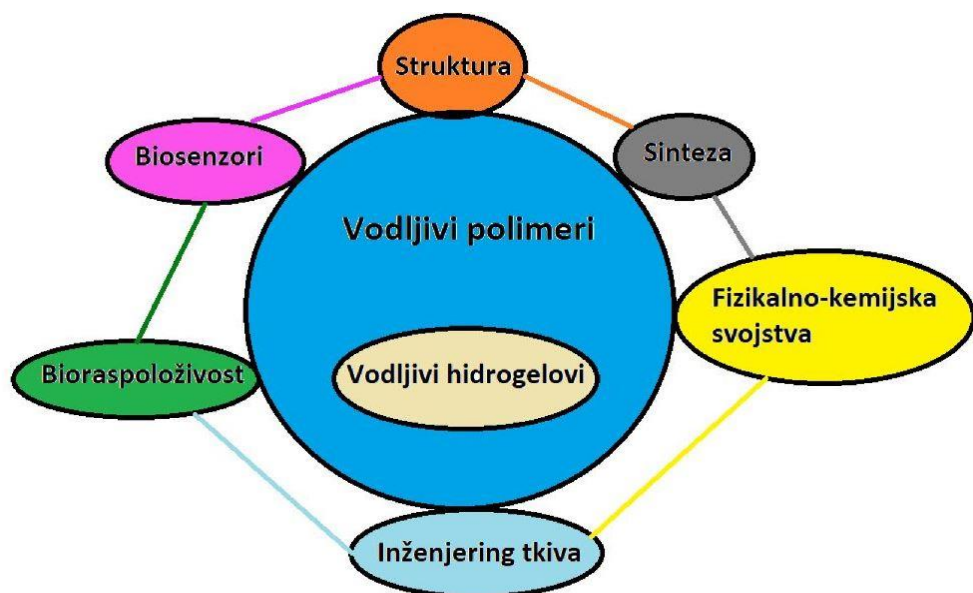 Struktura
Biosenzori
Sinteza
Vodljivi polimeri
Fizikalno-kemijska
svojstva
Bioraspoloživost
Vodljivi hidrogelovi
Inženjering tkiva